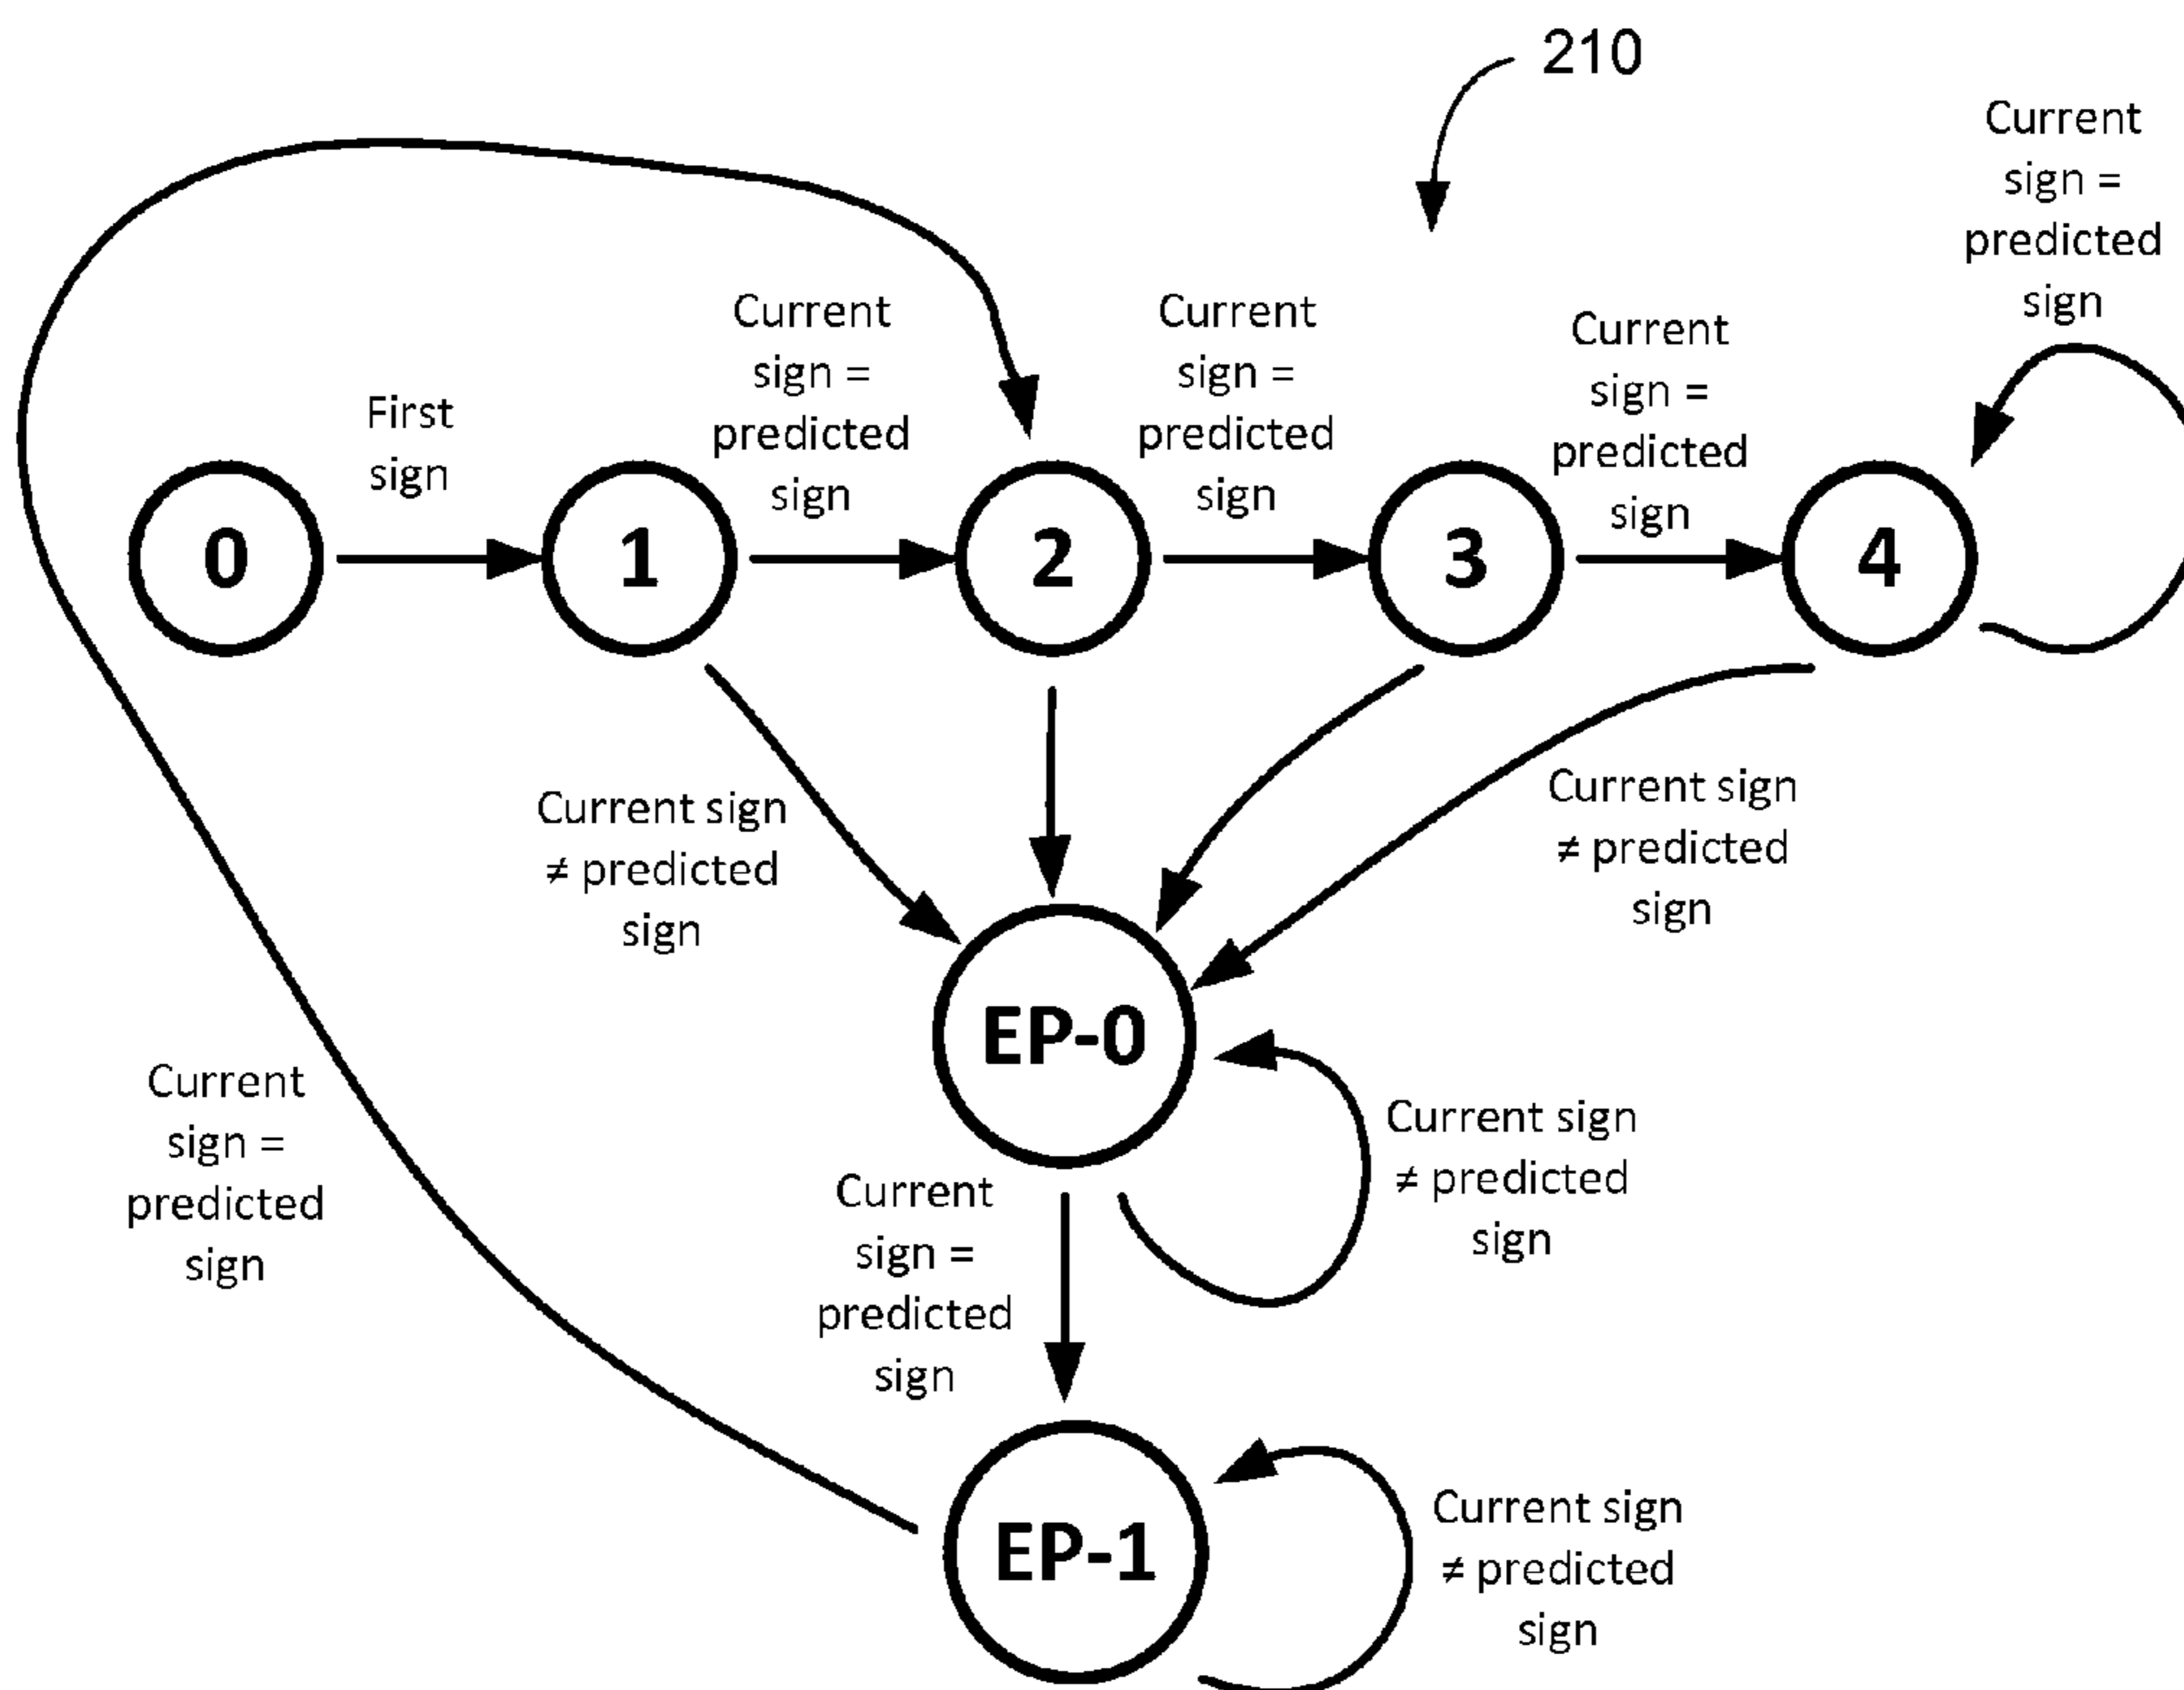 210
Current
sign =
predicted
sign
First
sign
Current
sign =
predicted
sign
Current
sign =
predicted
sign
Current
sign =
predicted
sign
0
1
2
3
4
Current sign
≠ predicted
sign
Current sign
≠ predicted
sign
EP-0
Current
sign =
predicted
sign
Current
sign =
predicted
sign
Current sign
≠ predicted
sign
EP-1
Current sign
≠ predicted
sign